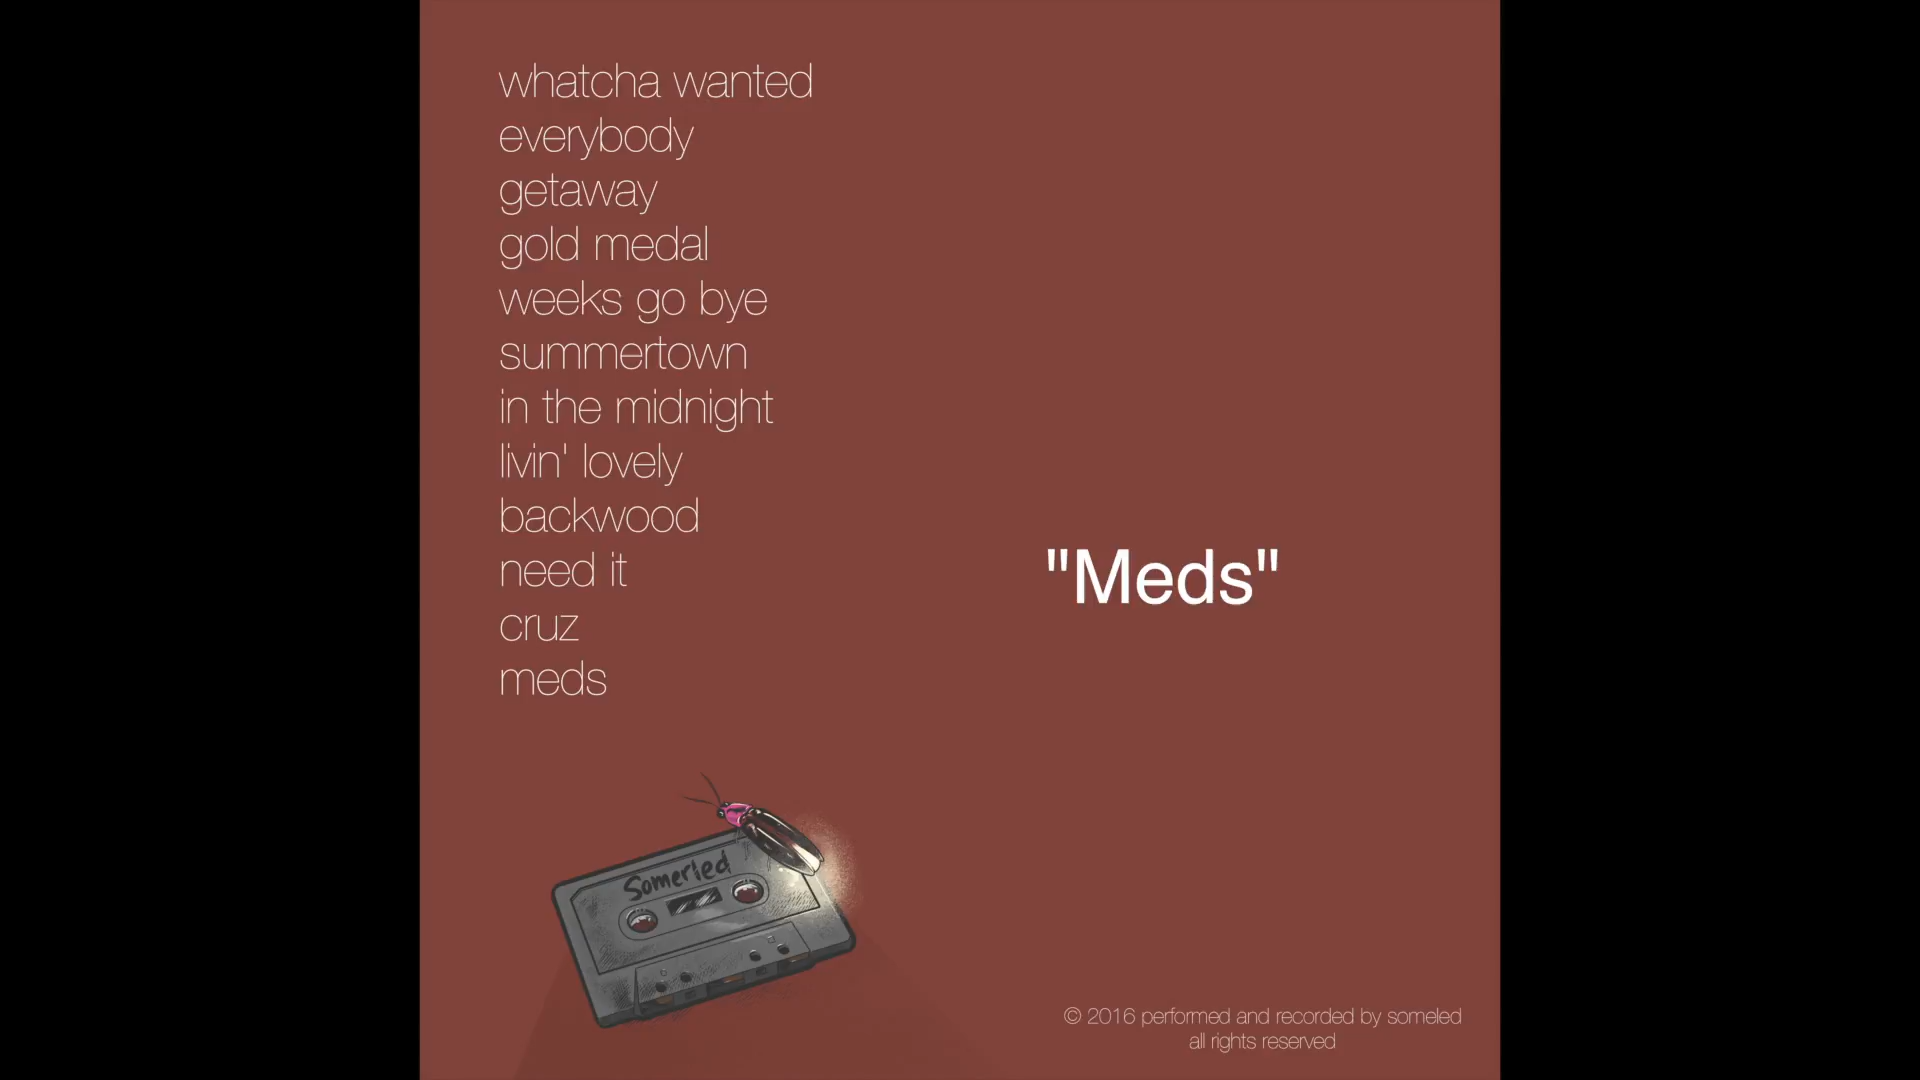 whatcha wanted
everybody
getaway
gold medal
weeks go bye
summertown
in the midnight
livin' lovely
backwood
need it
cruz
meds
"Meds"
Somerled
© 2016 performed and recorded by someled
all rights reserved